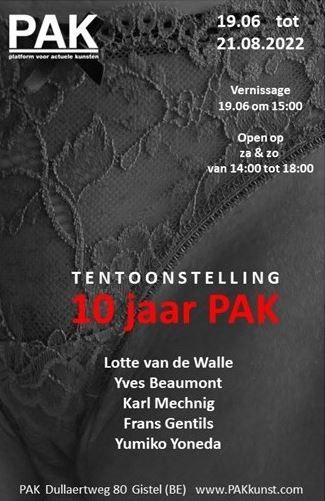 PAK
platform voor actuele kunsten
19.06 tot
21.08.2022
Vernissage
19.06 om 15:00
Open op
za & zo
van 14:00 tot 18:00
TENTOONSTELLING
10 jaar PAK
Lotte van de Walle
Yves Beaumont
Karl Mechnig
Frans Gentils
Yumiko Yoneda
PAK Dullaertweg 80 Gistel (BE) www.PAKkunst.com